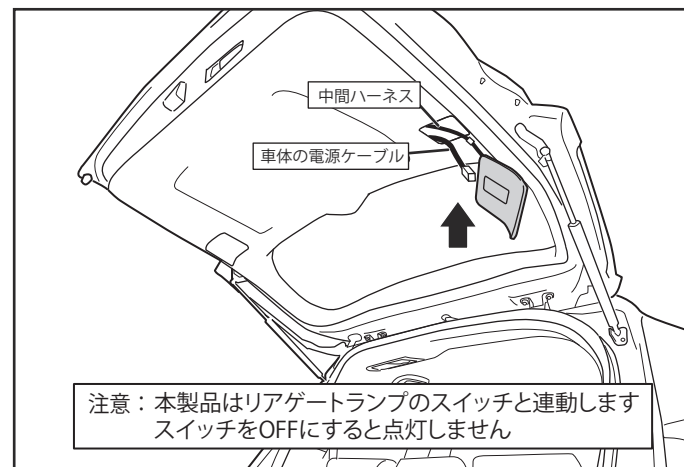 中間ハーネス
車体の電源ケーブル
注意：本製品はリアゲートランプのスイッチと連動します
スイッチをOFFにすると点灯しません